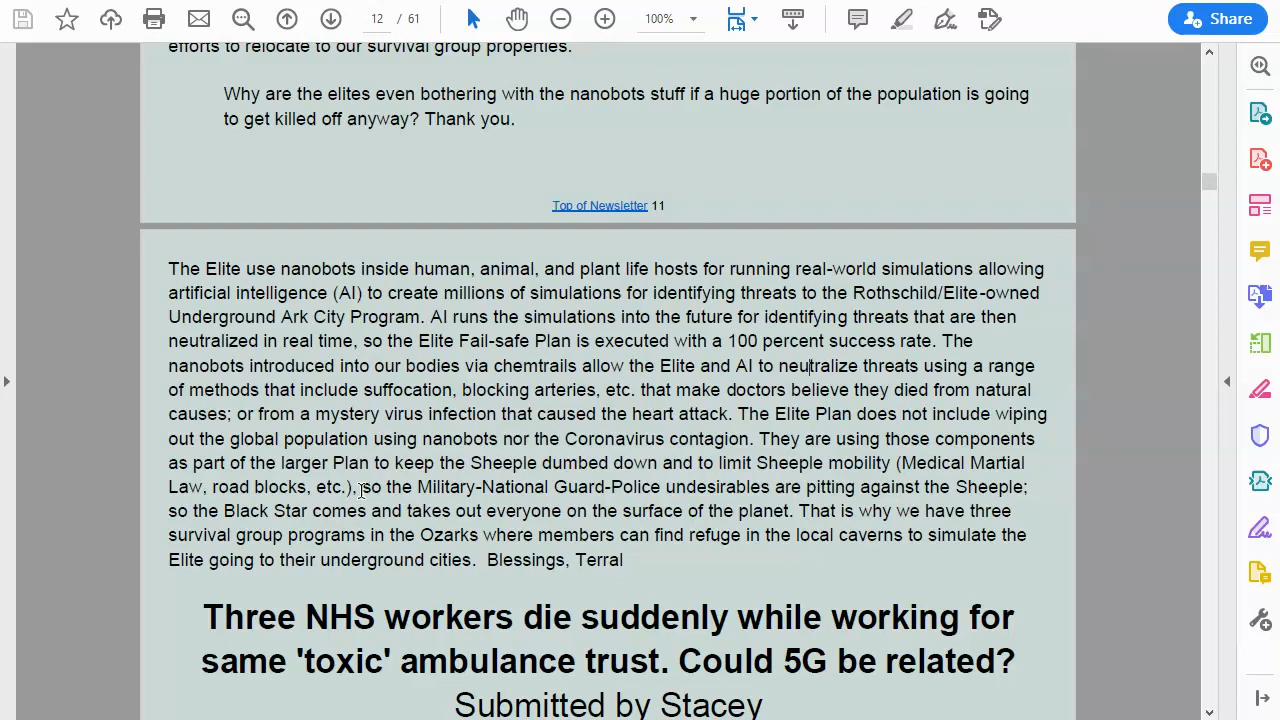 12 / 61
100%
Share
efforts to relocate to our survival group properties.
Why are the elites even bothering with the nanobots stuff if a huge portion of the population is going
to get killed off anyway? Thank you.
Top of Newsletter 11
The Elite use nanobots inside human, animal, and plant life hosts for running real-world simulations allowing
artificial intelligence (AI) to create millions of simulations for identifying threats to the Rothschild/Elite-owned
Underground Ark City Program. AI runs the simulations into the future for identifying threats that are then
neutralized in real time, so the Elite Fail-safe Plan is executed with a 100 percent success rate. The
nanobots introduced into our bodies via chemtrails allow the Elite and AI to neutralize threats using a range
of methods that include suffocation, blocking arteries, etc. that make doctors believe they died from natural
causes; or from a mystery virus infection that caused the heart attack. The Elite Plan does not include wiping
out the global population using nanobots nor the Coronavirus contagion. They are using those components
as part of the larger Plan to keep the Sheeple dumbed down and to limit Sheeple mobility (Medical Martial
Law, road blocks, etc.), so the Military-National Guard-Police undesirables are pitting against the Sheeple;
so the Black Star comes and takes out everyone on the surface of the planet. That is why we have three
survival group programs in the Ozarks where members can find refuge in the local caverns to simulate the
Elite going to their underground cities.  Blessings, Terral
Three NHS workers die suddenly while working for
same 'toxic' ambulance trust. Could 5G be related?
Submitted by Stacey